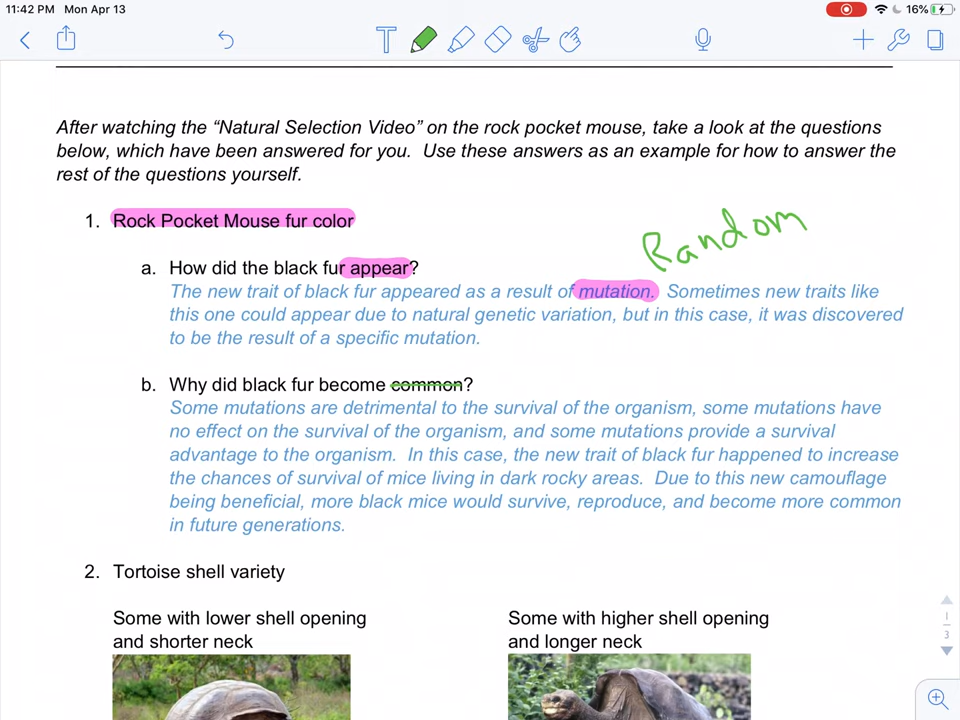 11:42 PM Mon Apr 13 16%
After watching the “Natural Selection Video” on the rock pocket mouse, take a look at the questions
below, which have been answered for you. Use these answers as an example for how to answer the
rest of the questions yourself.
1. Rock Pocket Mouse fur color
Random
a. How did the black fur appear?
The new trait of black fur appeared as a result of mutation. Sometimes new traits like
this one could appear due to natural genetic variation, but in this case, it was discovered
to be the result of a specific mutation.
b. Why did black fur become common?
Some mutations are detrimental to the survival of the organism, some mutations have
no effect on the survival of the organism, and some mutations provide a survival
advantage to the organism. In this case, the new trait of black fur happened to increase
the chances of survival of mice living in dark rocky areas. Due to this new camouflage
being beneficial, more black mice would survive, reproduce, and become more common
in future generations.
2. Tortoise shell variety
Some with lower shell opening
and shorter neck
Some with higher shell opening
and longer neck
1
3